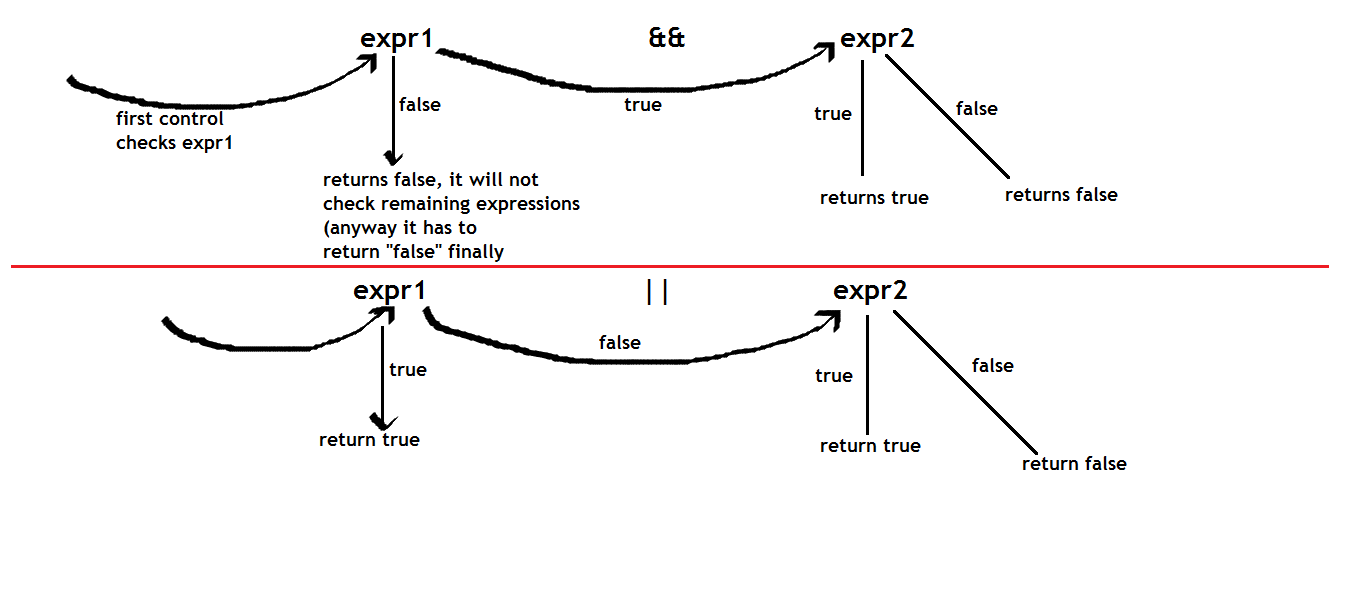 expr1 && expr2
false
true
true
false
first control
checks expr1
returns false, it will not
check remaining expressions
(anyway it has to
return "false" finally
returns true
returns false
expr1 || expr2
true
false
true
false
return true
return true
return false